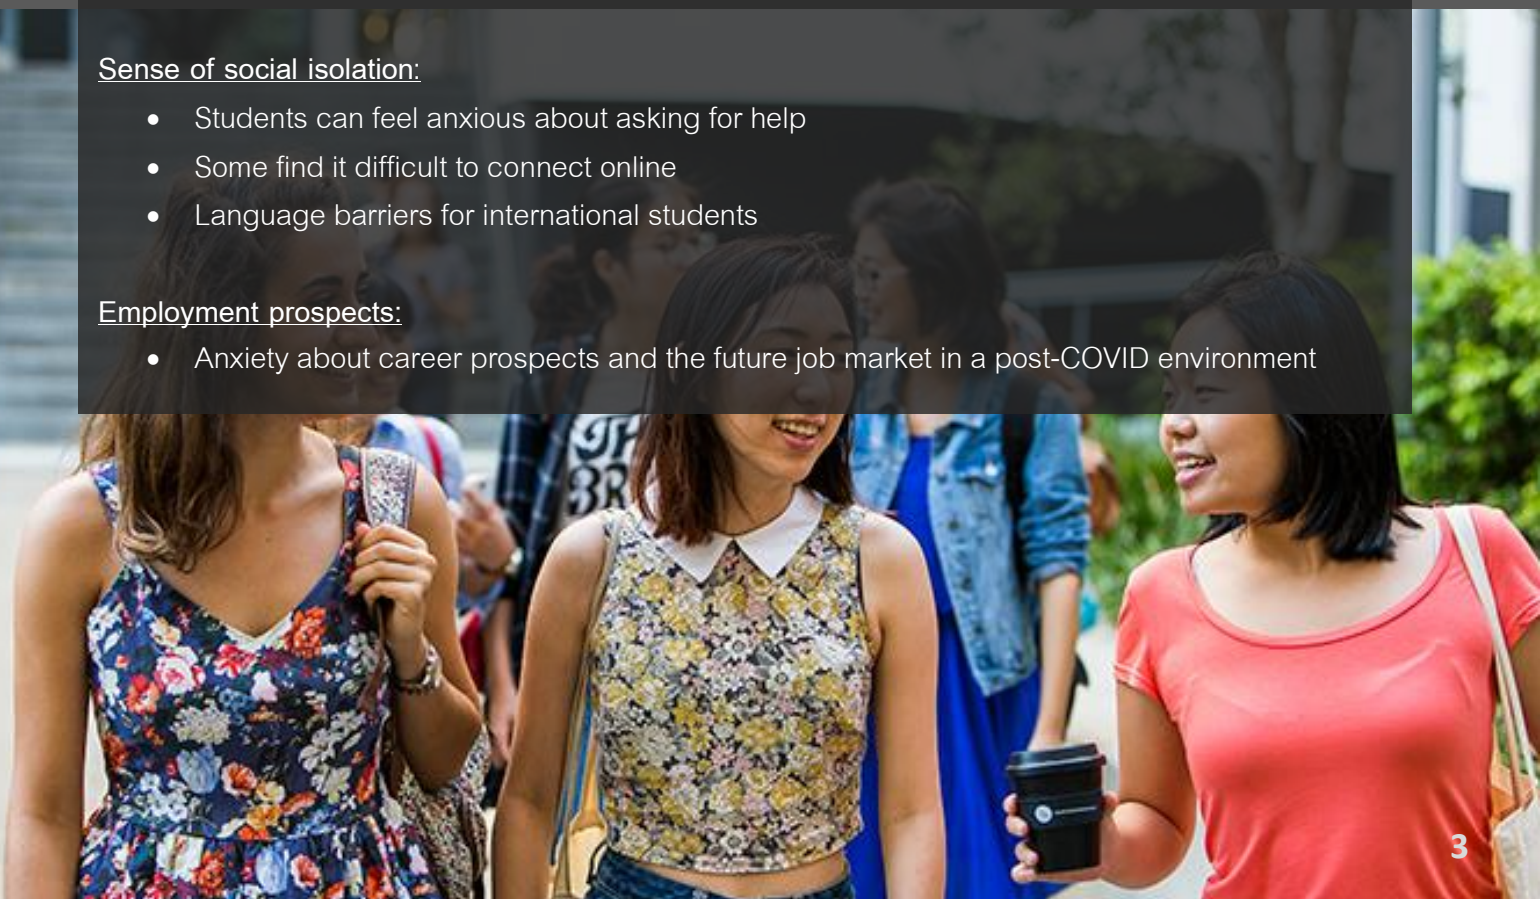 Sense of social isolation:
• Students can feel anxious about asking for help
• Some find it difficult to connect online
• Language barriers for international students
Employment prospects:
• Anxiety about career prospects and the future job market in a post-COVID environment
3